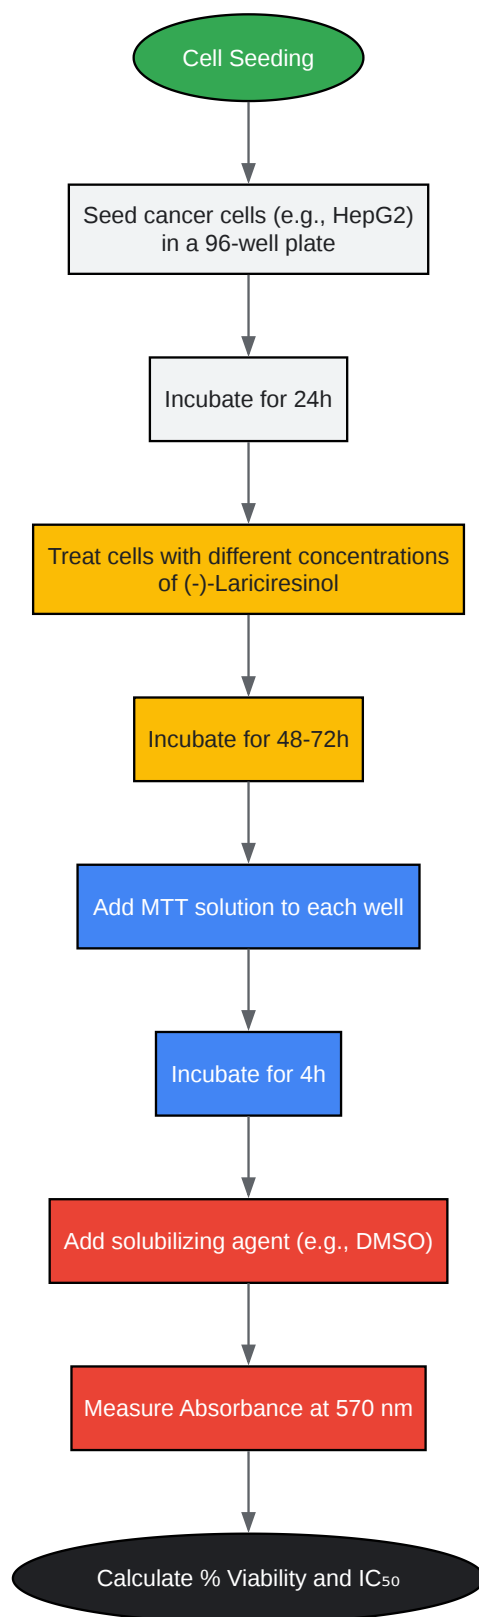 Cell Seeding
Seed cancer cells (e.g., HepG2)
in a 96-well plate
Incubate for 24h
Treat cells with different concentrations
of (-)-Lariciresinol
Incubate for 48-72h
Add MTT solution to each well
Incubate for 4h
Add solubilizing agent (e.g., DMSO)
Measure Absorbance at 570 nm
Calculate % Viability and IC₅₀